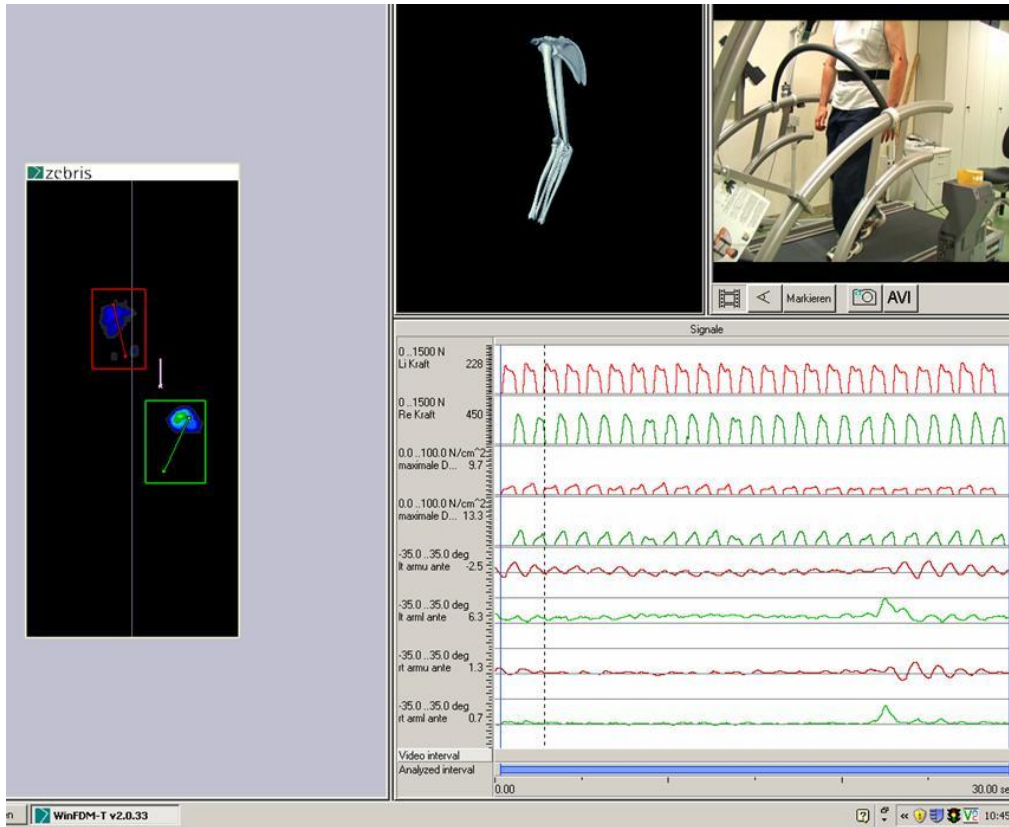 zebris
Markieren
AVI
Signale
0 ..1500 N
Li Kraft 228
0 ..1500 N
Re Kraft 450
0.0 ..100.0 N/cm^2
maximale D... 9.7
0.0 ..100.0 N/cm^2
maximale D... 13.3
-35.0 ..35.0 deg
lt armu ante -2.5
-35.0 ..35.0 deg
lt arml ante 6.3
-35.0 ..35.0 deg
rt armu ante 1.3
-35.0 ..35.0 deg
rt arml ante 0.7
Video interval
Analyzed interval
0.00 30.00 se
en WinFDM-T v2.0.33 10:45